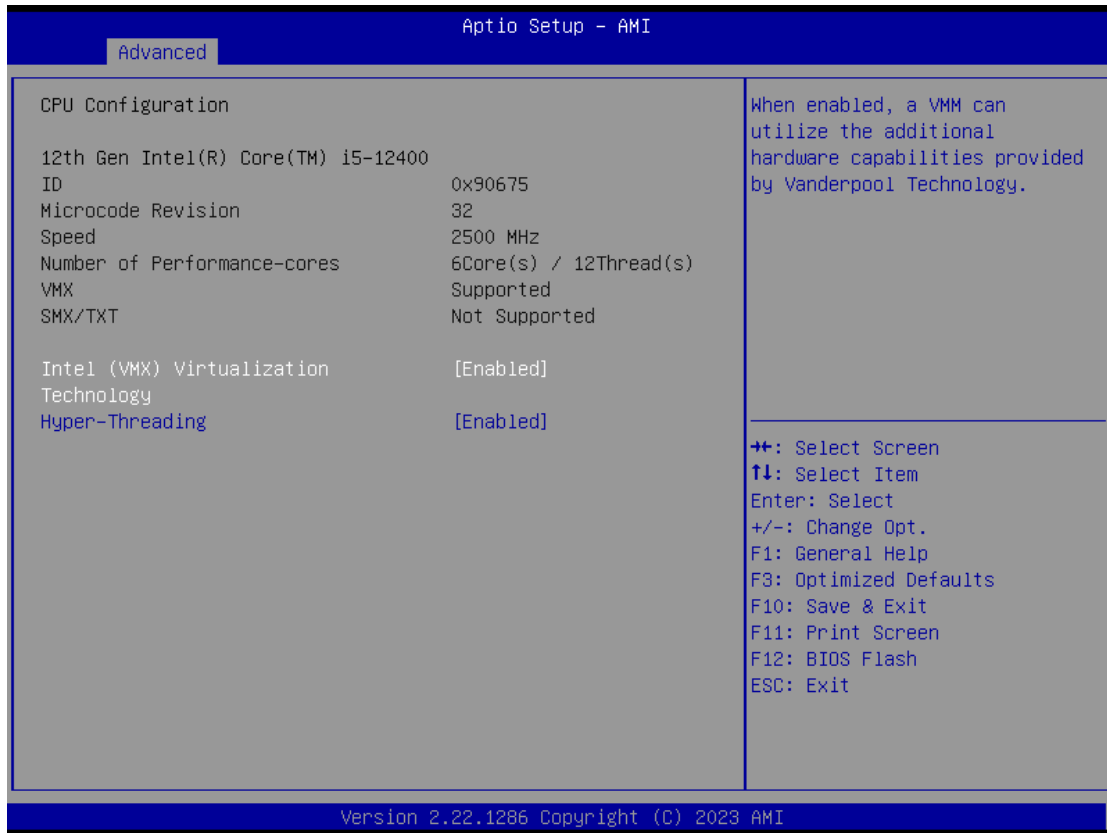 Aptio Setup – AMI
Advanced
CPU Configuration
12th Gen Intel(R) Core(TM) i5-12400
ID 0x90675
Microcode Revision 32
Speed 2500 MHz
Number of Performance-cores 6Core(s) / 12Thread(s)
VMX Supported
SMX/TXT Not Supported
Intel (VMX) Virtualization [Enabled]
Technology
Hyper-Threading [Enabled]
When enabled, a VMM can
utilize the additional
hardware capabilities provided
by Vanderpool Technology.
→←: Select Screen
↑↓: Select Item
Enter: Select
+/-: Change Opt.
F1: General Help
F3: Optimized Defaults
F10: Save & Exit
F11: Print Screen
F12: BIOS Flash
ESC: Exit
Version 2.22.1286 Copyright (C) 2023 AMI